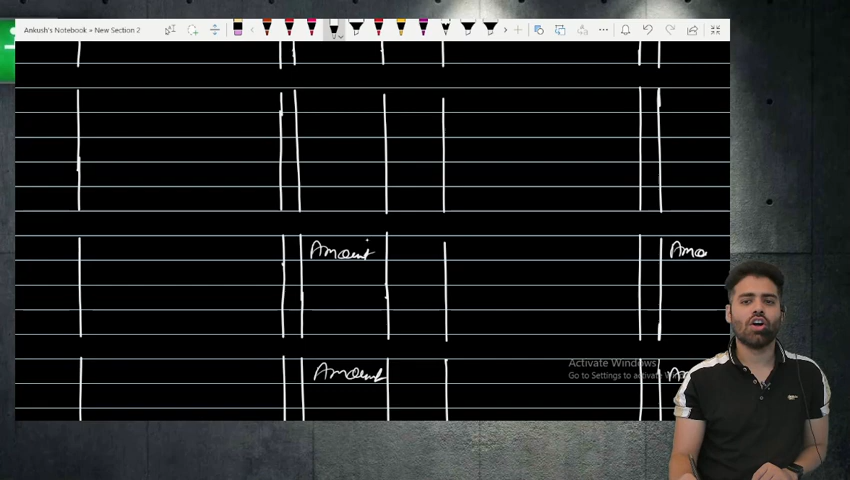 Ankush's Notebook » New Section 2
Amount Amo
Activate Windows
Go to Settings to activate W
Amount